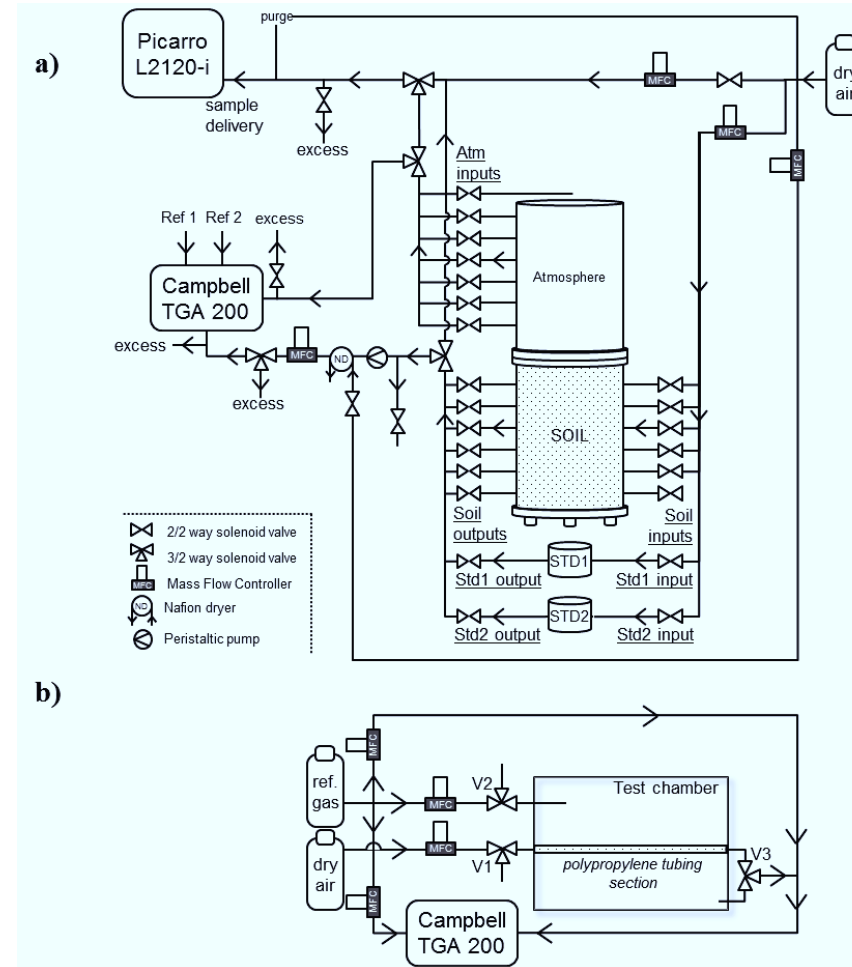 a)
Picarro
L2120-i
purge
sample
delivery
excess
MFC
MFC
MFC
dry
air
Atm
inputs
Ref 1 Ref 2 excess
Campbell
TGA 200
excess
MFC
ND
excess
Atmosphere
SOIL
Soil
outputs
Soil
inputs
STD1
Std1 output
Std1 input
STD2
Std2 output
Std2 input
2/2 way solenoid valve
3/2 way solenoid valve
MFC Mass Flow Controller
ND Nafion dryer
Peristaltic pump
b)
MFC
ref.
gas
MFC
V2
Test chamber
dry
air
MFC
V1
polypropylene tubing
section
V3
MFC
Campbell
TGA 200